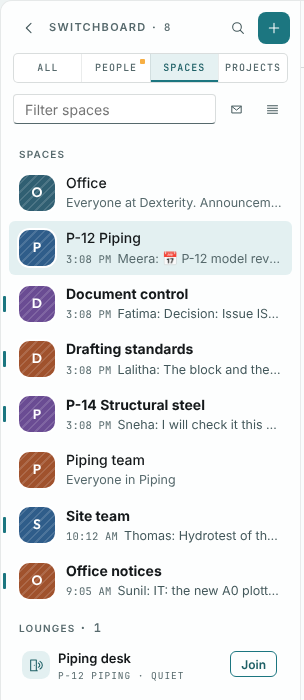 SWITCHBOARD · 8
ALL PEOPLE SPACES PROJECTS
Filter spaces
SPACES
O Office
Everyone at Dexterity. Announcem...
P P-12 Piping
3:08 PM Meera: 📅 P-12 model rev...
D Document control
3:08 PM Fatima: Decision: Issue IS...
D Drafting standards
3:08 PM Lalitha: The block and the...
P P-14 Structural steel
3:08 PM Sneha: I will check it this ...
P Piping team
Everyone in Piping
S Site team
10:12 AM Thomas: Hydrotest of th...
O Office notices
9:05 AM Sunil: IT: the new A0 plott...
LOUNGES · 1
Piping desk
P-12 PIPING · QUIET
Join